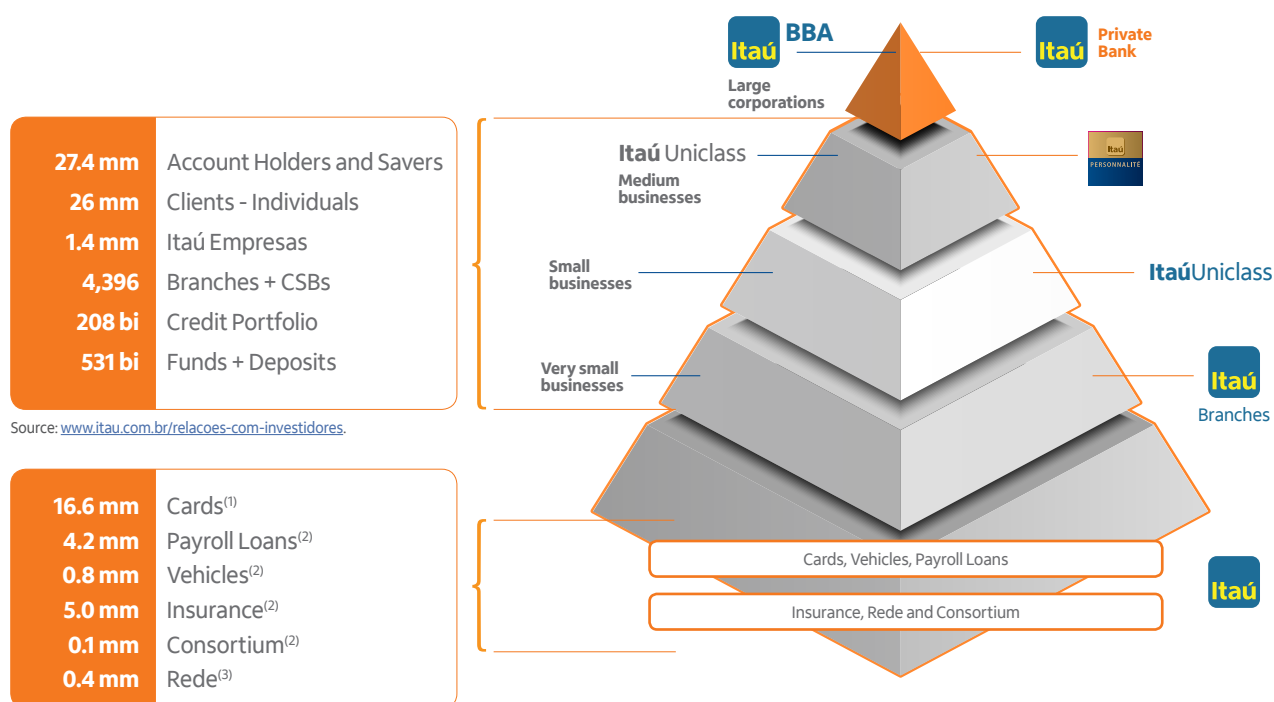 27.4 mm Account Holders and Savers
26 mm Clients - Individuals
1.4 mm Itaú Empresas
4,396 Branches + CSBs
208 bi Credit Portfolio
531 bi Funds + Deposits
Source: www.itau.com.br/relacoes-com-investidores.
16.6 mm Cards(1)
4.2 mm Payroll Loans(2)
0.8 mm Vehicles(2)
5.0 mm Insurance(2)
0.1 mm Consortium(2)
0.4 mm Rede(3)
Itaú BBA
Large
corporations
Itaú Private
Bank
Itaú Uniclass
Medium
businesses
Itaú
PERSONNALITÉ
Small
businesses
ItaúUniclass
Very small
businesses
Itaú
Branches
Cards, Vehicles, Payroll Loans
Insurance, Rede and Consortium
Itaú